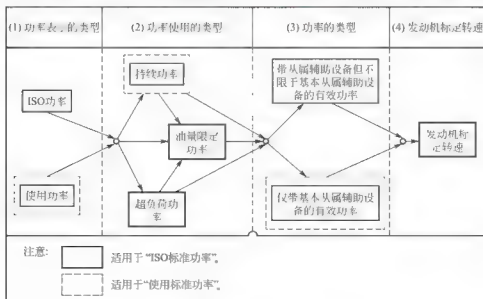 (1) 功率表 的类型
(2) 功率使用的类型
(3) 功率的类型
(4) 发动机标定转速
持续功率
带从属辅助设备但不
限于基本从属辅助设
备的有效功率
ISO功率
油量限定
功率
发动机标
定转速
使用功率
超负荷功
率
仅带基本从属辅助设
备的有效功率
注意:
适用于“ISO标准功率”。
适用于“使用标准功率”。